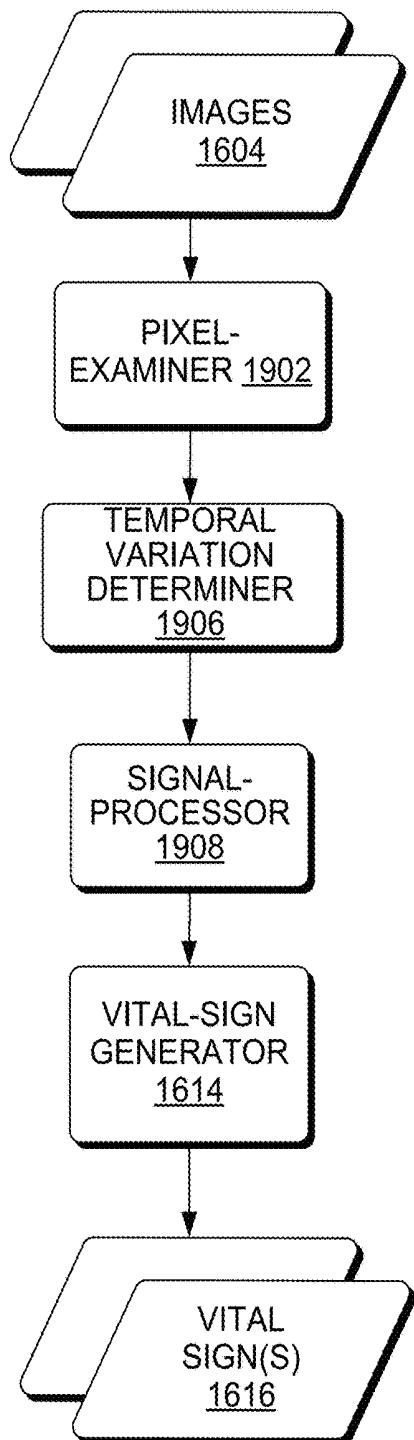 IMAGES
1604
PIXEL-
EXAMINER 1902
TEMPORAL
VARIATION
DETERMINER
1906
SIGNAL-
PROCESSOR
1908
VITAL-SIGN
GENERATOR
1614
VITAL
SIGN(S)
1616